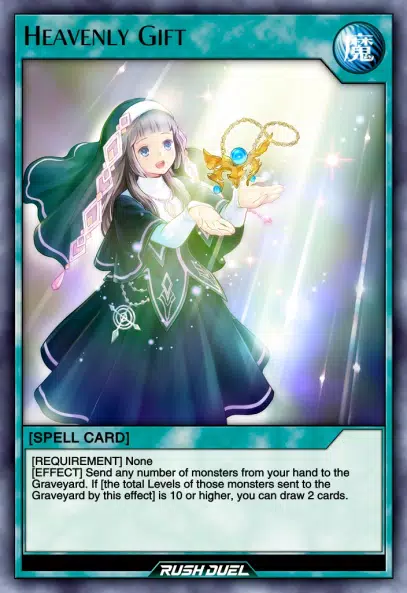 Heavenly Gift
魔
[SPELL CARD]
[REQUIREMENT] None
[EFFECT] Send any number of monsters from your hand to the
Graveyard. If [the total Levels of those monsters sent to the
Graveyard by this effect] is 10 or higher, you can draw 2 cards.
RUSH DUEL